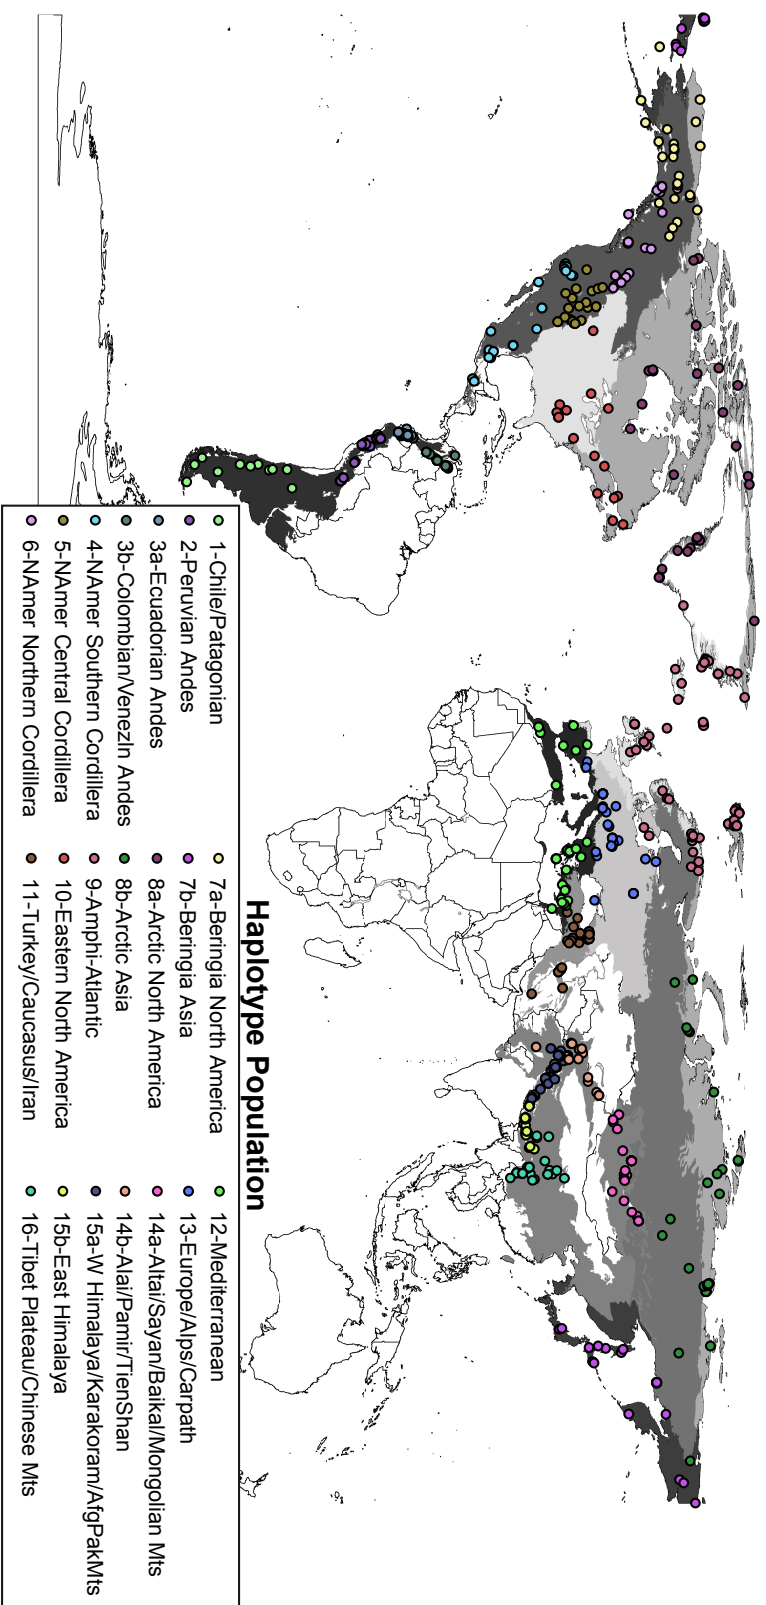 Haplotype Population
1-Chile/Patagonian
2-Peruvian Andes
3a-Ecuadorian Andes
3b-Colombian/Venezln Andes
4-NAmer Southern Cordillera
5-NAmer Central Cordillera
6-NAmer Northern Cordillera
7a-Beringia North America
7b-Beringia Asia
8a-Arctic North America
8b-Arctic Asia
9-Amphi-Atlantic
10-Eastern North America
11-Turkey/Caucasus/Iran
12-Mediterranean
13-Europe/Alps/Carpath
14a-Altai/Sayan/Baikal/Mongolian Mts
14b-Alai/Pamir/TienShan
15a-W Himalaya/Karakoram/AfgPakMts
15b-East Himalaya
16-Tibet Plateau/Chinese Mts